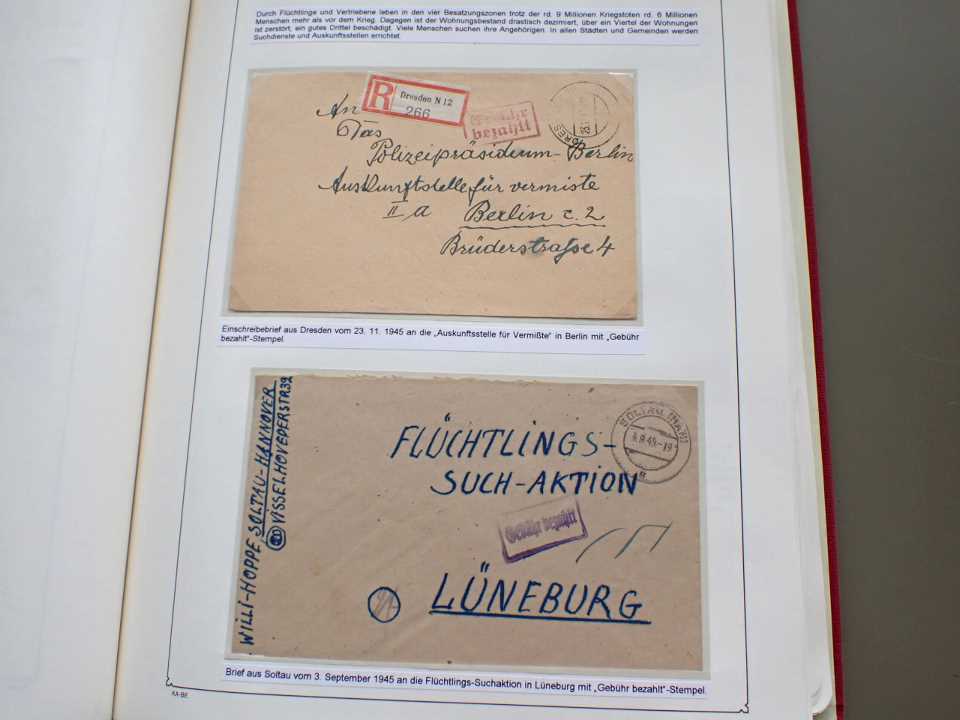 Durch Flüchtlinge und Vertriebene leben in den vier Besatzungszonen trotz der rd. 9 Millionen Kriegstoten rd. 6 Millionen
Menschen mehr als vor dem Krieg. Dagegen ist der Wohnungsbestand drastisch dezimiert, über ein Viertel der Wohnungen
ist zerstört, ein gutes Drittel beschädigt. Viele Menschen suchen ihre Angehörigen. In allen Städten und Gemeinden werden
Suchdienste und Auskunftsstellen errichtet.
R Dresden N 12
266
Gebühr
bezahlt
An
Das
Polizeipräsidium-Berlin
Auskunftstelle für vermiste
II a Berlin c. 2
Brüderstraße 4
Einschreibebrief aus Dresden vom 23. 11. 1945 an die „Auskunftsstelle für Vermißte" in Berlin mit „Gebühr
bezahlt"-Stempel.
WILLI-HOPPE SOLTAU-HANNOVER
VISSELHÖVEDERSTR.32
SOLTAU (HAN)
FLÜCHTLINGS-
SUCH-AKTION
Gebühr bezahlt
LÜNEBURG
Brief aus Soltau vom 3. September 1945 an die Flüchtlings-Suchaktion in Lüneburg mit „Gebühr bezahlt"-Stempel.
KA-BE